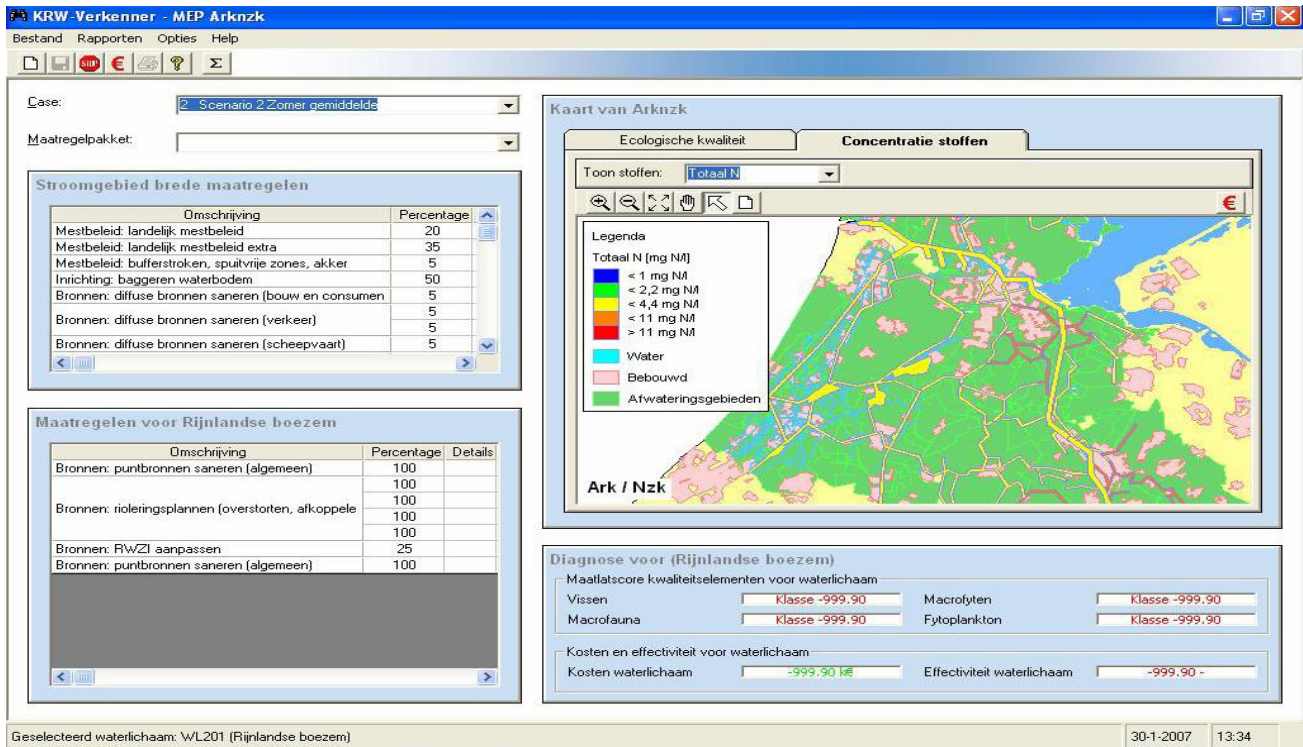 KRW-Verkenner - MEP Arknzk
Bestand Rapporten Opties Help
STOP € ? Σ
Case: 2 Scenario 2 Zomer gemiddelde
Maatregelpakket:
Stroomgebied brede maatregelen
Omschrijving Percentage
Mestbeleid: landelijk mestbeleid 20
Mestbeleid: landelijk mestbeleid extra 35
Mestbeleid: bufferstroken, spuitvrije zones, akker 5
Inrichting: baggeren waterbodem 50
Bronnen: diffuse bronnen saneren (bouw en consumen 5
Bronnen: diffuse bronnen saneren (verkeer) 5
5
Bronnen: diffuse bronnen saneren (scheepvaart) 5
Maatregelen voor Rijnlandse boezem
Omschrijving Percentage Details
Bronnen: puntbronnen saneren (algemeen) 100
Bronnen: rioleringsplannen (overstorten, afkoppele 100
100
100
100
Bronnen: RWZI aanpassen 25
Bronnen: puntbronnen saneren (algemeen) 100
Kaart van Arknzk
Ecologische kwaliteit Concentratie stoffen
Toon stoffen: Totaal N
€
Legenda
Totaal N [mg N/l]
< 1 mg N/l
< 2,2 mg N/l
< 4,4 mg N/l
< 11 mg N/l
> 11 mg N/l
Water
Bebouwd
Afwateringsgebieden
Ark / Nzk
Diagnose voor (Rijnlandse boezem)
Maatlatscore kwaliteitselementen voor waterlichaam
Vissen Klasse -999.90 Macrofyten Klasse -999.90
Macrofauna Klasse -999.90 Fytoplankton Klasse -999.90
Kosten en effectiviteit voor waterlichaam
Kosten waterlichaam -999.90 k€ Effectiviteit waterlichaam -999.90 -
Geselecteerd waterlichaam: WL201 (Rijnlandse boezem) 30-1-2007 13:34